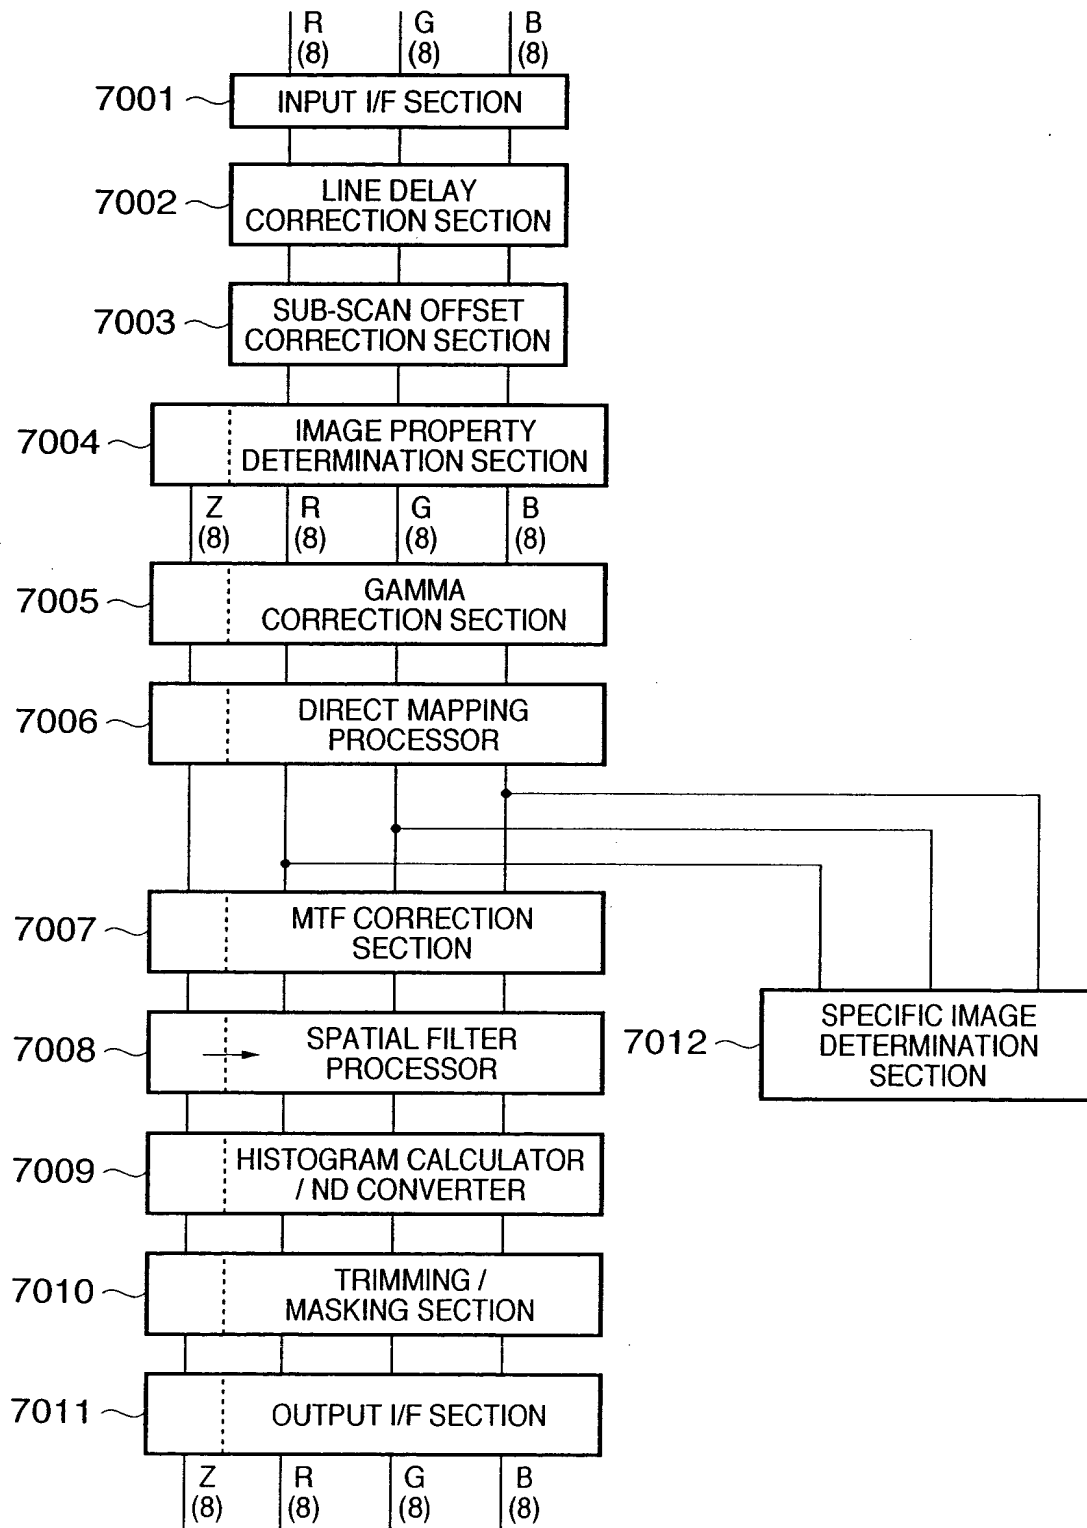 R G B
(8) (8) (8)
7001 INPUT I/F SECTION
7002 LINE DELAY
CORRECTION SECTION
7003 SUB-SCAN OFFSET
CORRECTION SECTION
7004 IMAGE PROPERTY
DETERMINATION SECTION
Z R G B
(8) (8) (8) (8)
7005 GAMMA
CORRECTION SECTION
7006 DIRECT MAPPING
PROCESSOR
7007 MTF CORRECTION
SECTION
7008 SPATIAL FILTER
PROCESSOR
7012 SPECIFIC IMAGE
DETERMINATION
SECTION
7009 HISTOGRAM CALCULATOR
/ ND CONVERTER
7010 TRIMMING /
MASKING SECTION
7011 OUTPUT I/F SECTION
Z R G B
(8) (8) (8) (8)